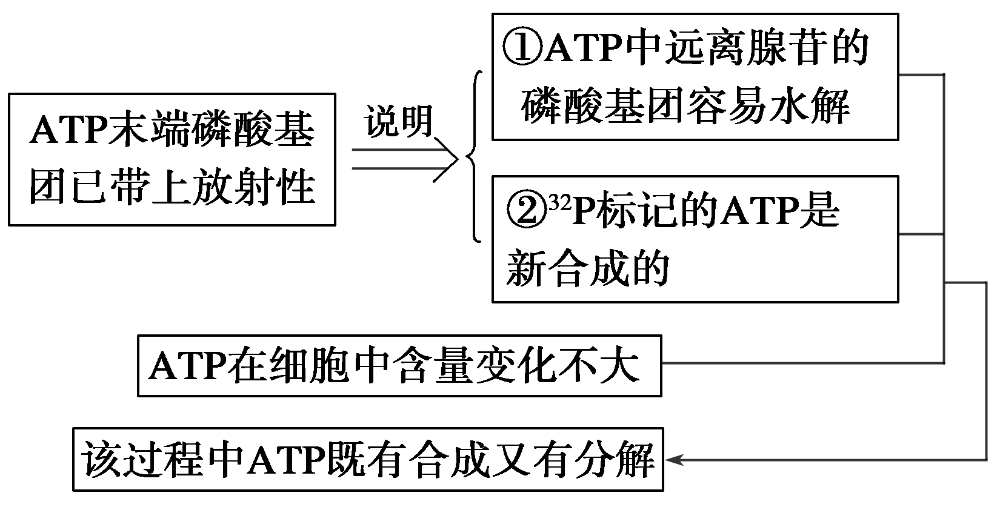 ATP末端磷酸基
团已带上放射性
说明
①ATP中远离腺苷的
磷酸基团容易水解
②³²P标记的ATP是
新合成的
ATP在细胞中含量变化不大
该过程中ATP既有合成又有分解